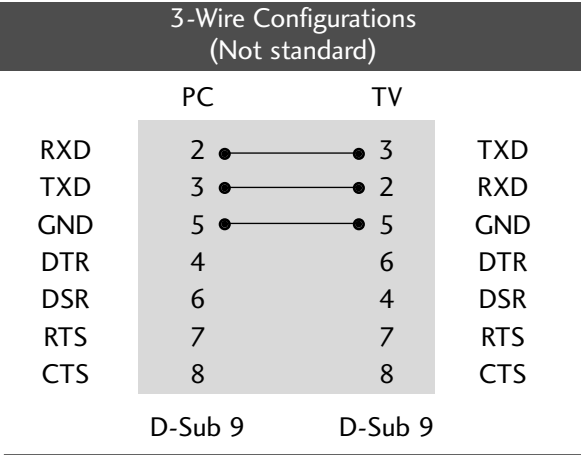 3-Wire Configurations
(Not standard)
PC TV
RXD 2 3 TXD
TXD 3 2 RXD
GND 5 5 GND
DTR 4 6 DTR
DSR 6 4 DSR
RTS 7 7 RTS
CTS 8 8 CTS
D-Sub 9 D-Sub 9